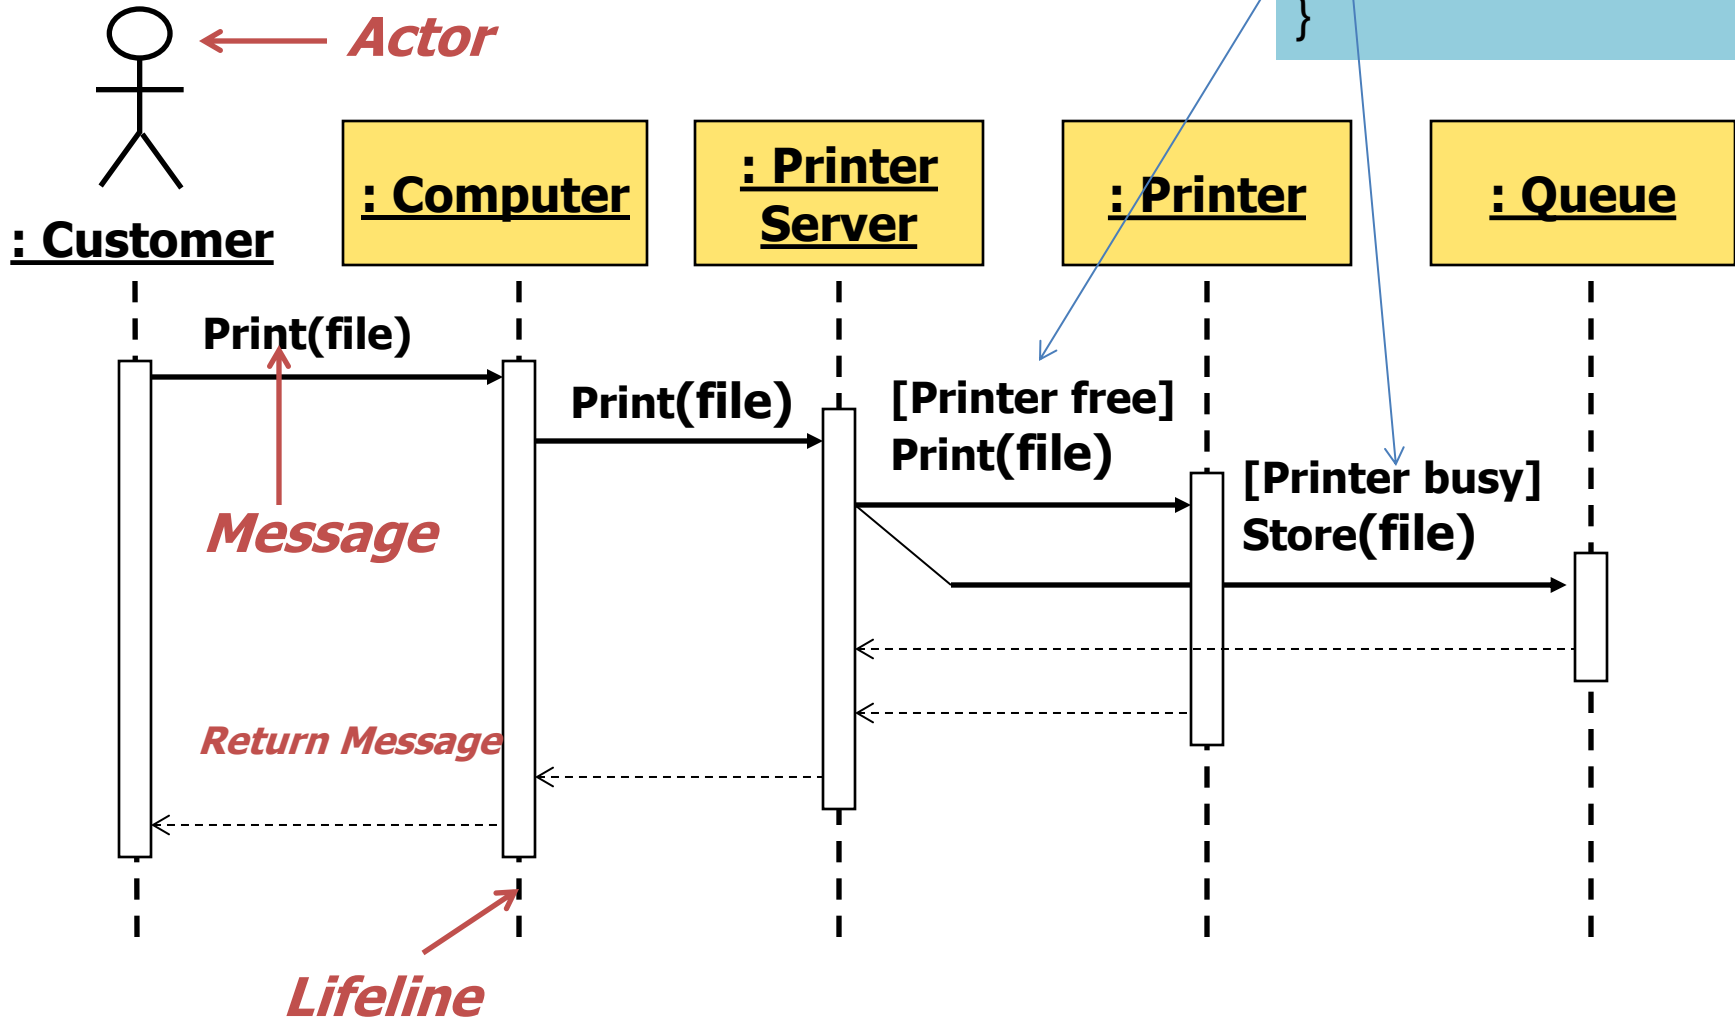 }
Actor
: Customer
: Computer
: Printer
Server
: Printer
: Queue
Print(file)
Print(file)
[Printer free]
Print(file)
[Printer busy]
Store(file)
Message
Return Message
Lifeline